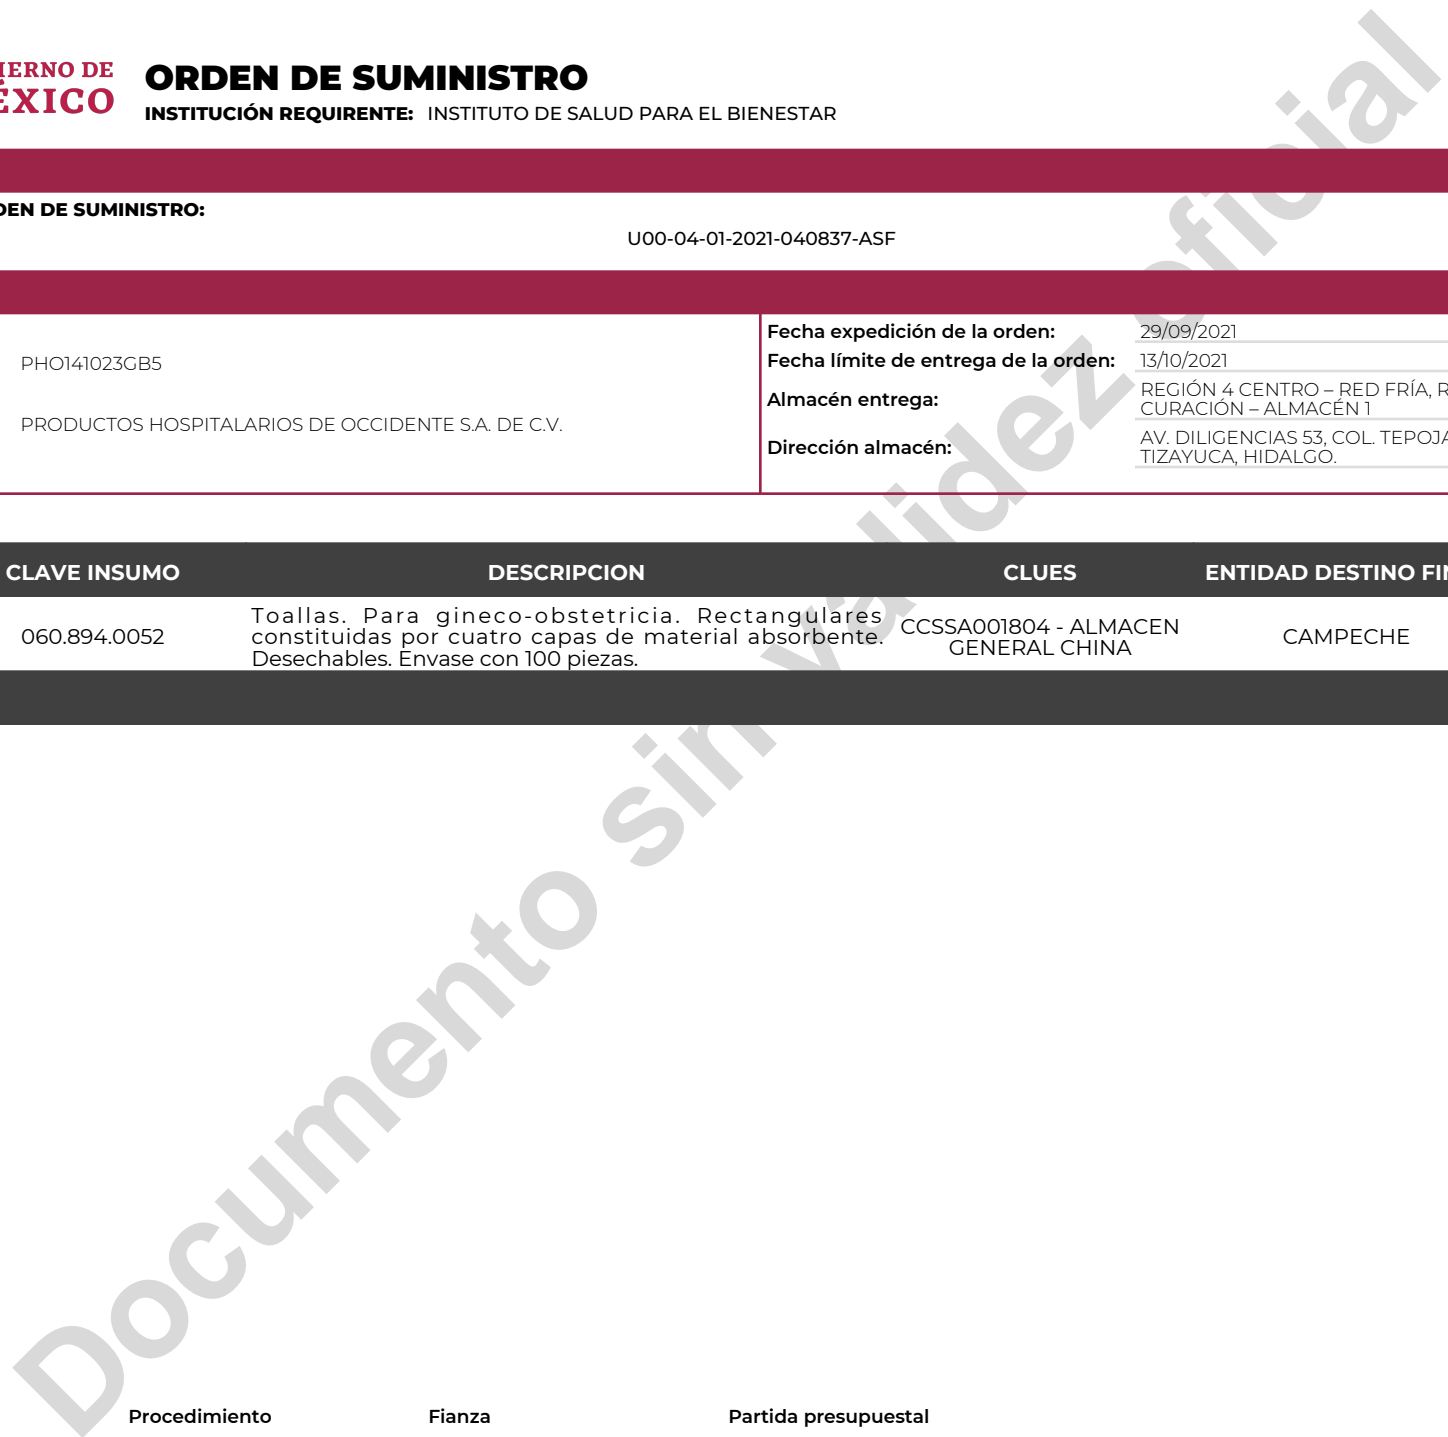 IERNO DE
ÉXICO
ORDEN DE SUMINISTRO
INSTITUCIÓN REQUIRENTE: INSTITUTO DE SALUD PARA EL BIENESTAR
DEN DE SUMINISTRO:
U00-04-01-2021-040837-ASF
PHO141023GB5
PRODUCTOS HOSPITALARIOS DE OCCIDENTE S.A. DE C.V.
Fecha expedición de la orden: 29/09/2021
Fecha límite de entrega de la orden: 13/10/2021
Almacén entrega: REGIÓN 4 CENTRO – RED FRÍA, R
CURACIÓN – ALMACÉN 1
Dirección almacén: AV. DILIGENCIAS 53, COL. TEPOJA
TIZAYUCA, HIDALGO.
CLAVE INSUMO DESCRIPCION CLUES ENTIDAD DESTINO FIN
060.894.0052
Toallas. Para gineco-obstetricia. Rectangulares
constituidas por cuatro capas de material absorbente.
Desechables. Envase con 100 piezas.
CCSSA001804 - ALMACEN
GENERAL CHINA
CAMPECHE
Documento sin validez oficial
Procedimiento Fianza Partida presupuestal